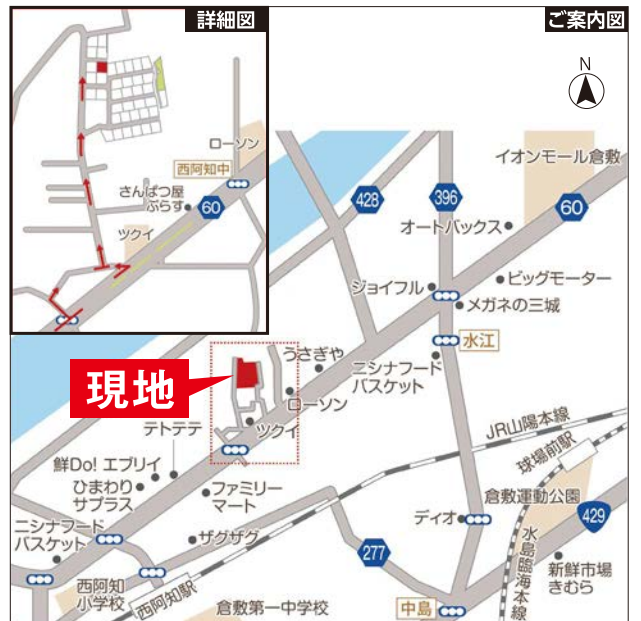 詳細図
ローソン
西阿知中
さんぱつ屋
ぷらす
60
ツクイ
ご案内図
N
イオンモール倉敷
428
396
60
オートバックス
ビッグモーター
ジョイフル
メガネの三城
水江
うさぎや
ニシナフード
バスケット
現地
ローソン
ツクイ
テトテテ
JR山陽本線
球場前駅
鮮Do! エブリイ
ひまわり
サプラス
ファミリー
マート
倉敷運動公園
ディオ
429
ニシナフード
バスケット
ザグザグ
277
水島臨海本線
新鮮市場
きむら
西阿知
小学校
西阿知駅
倉敷第一中学校
中島